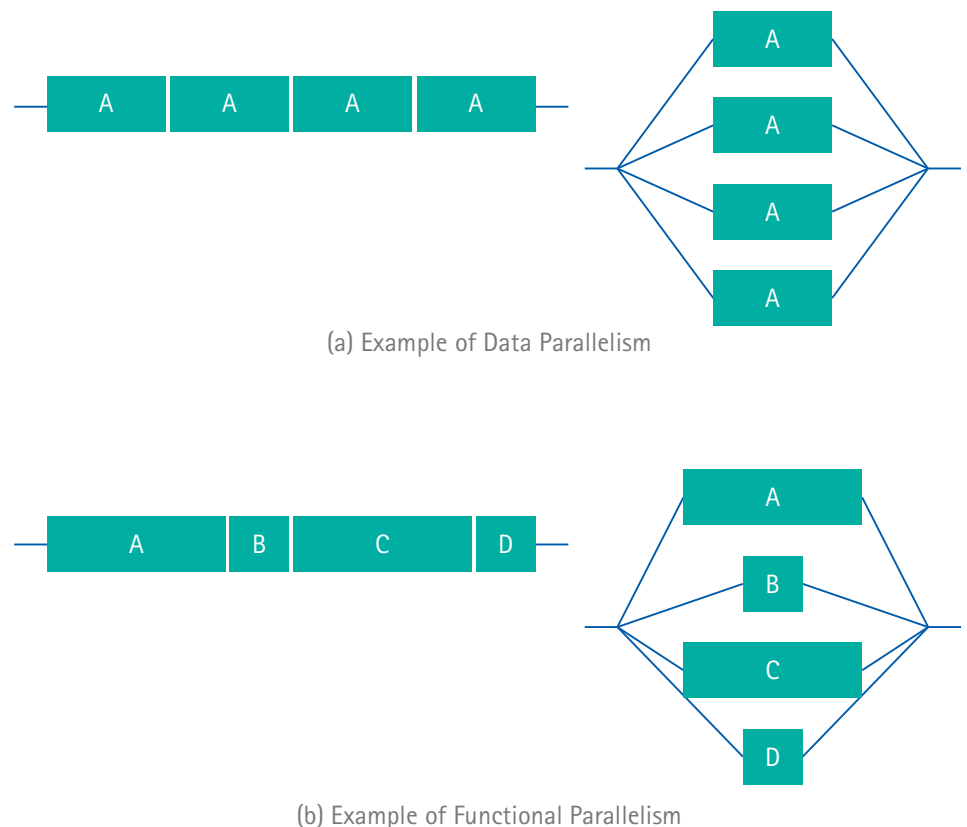 A A A A
A
A
A
A
(a) Example of Data Parallelism
A B C D
A
B
C
D
(b) Example of Functional Parallelism